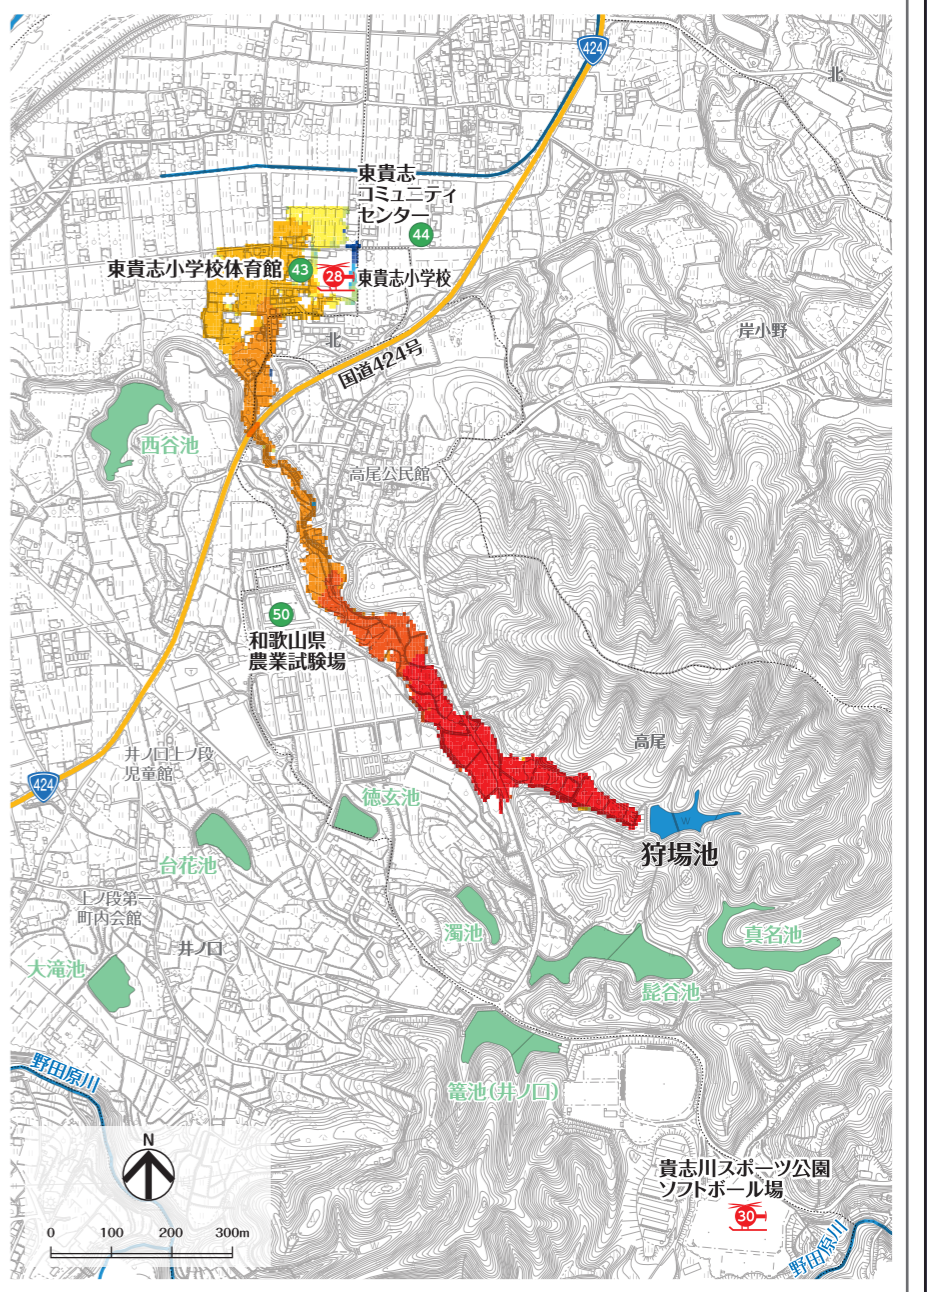 424
北
東貴志
コミュニティ
センター
44
東貴志小学校体育館
43
28
東貴志小学校
北
国道424号
岸小野
西谷池
高尾公民館
50
和歌山県
農業試験場
高尾
井ノ口上ノ段
児童館
424
徳玄池
W
狩場池
台花池
上ノ段第一
町内会館
濁池
真名池
井ノ口
大滝池
髭谷池
野田原川
篭池(井ノ口)
N
貴志川スポーツ公園
ソフトボール場
30
0 100 200 300m
野田原川